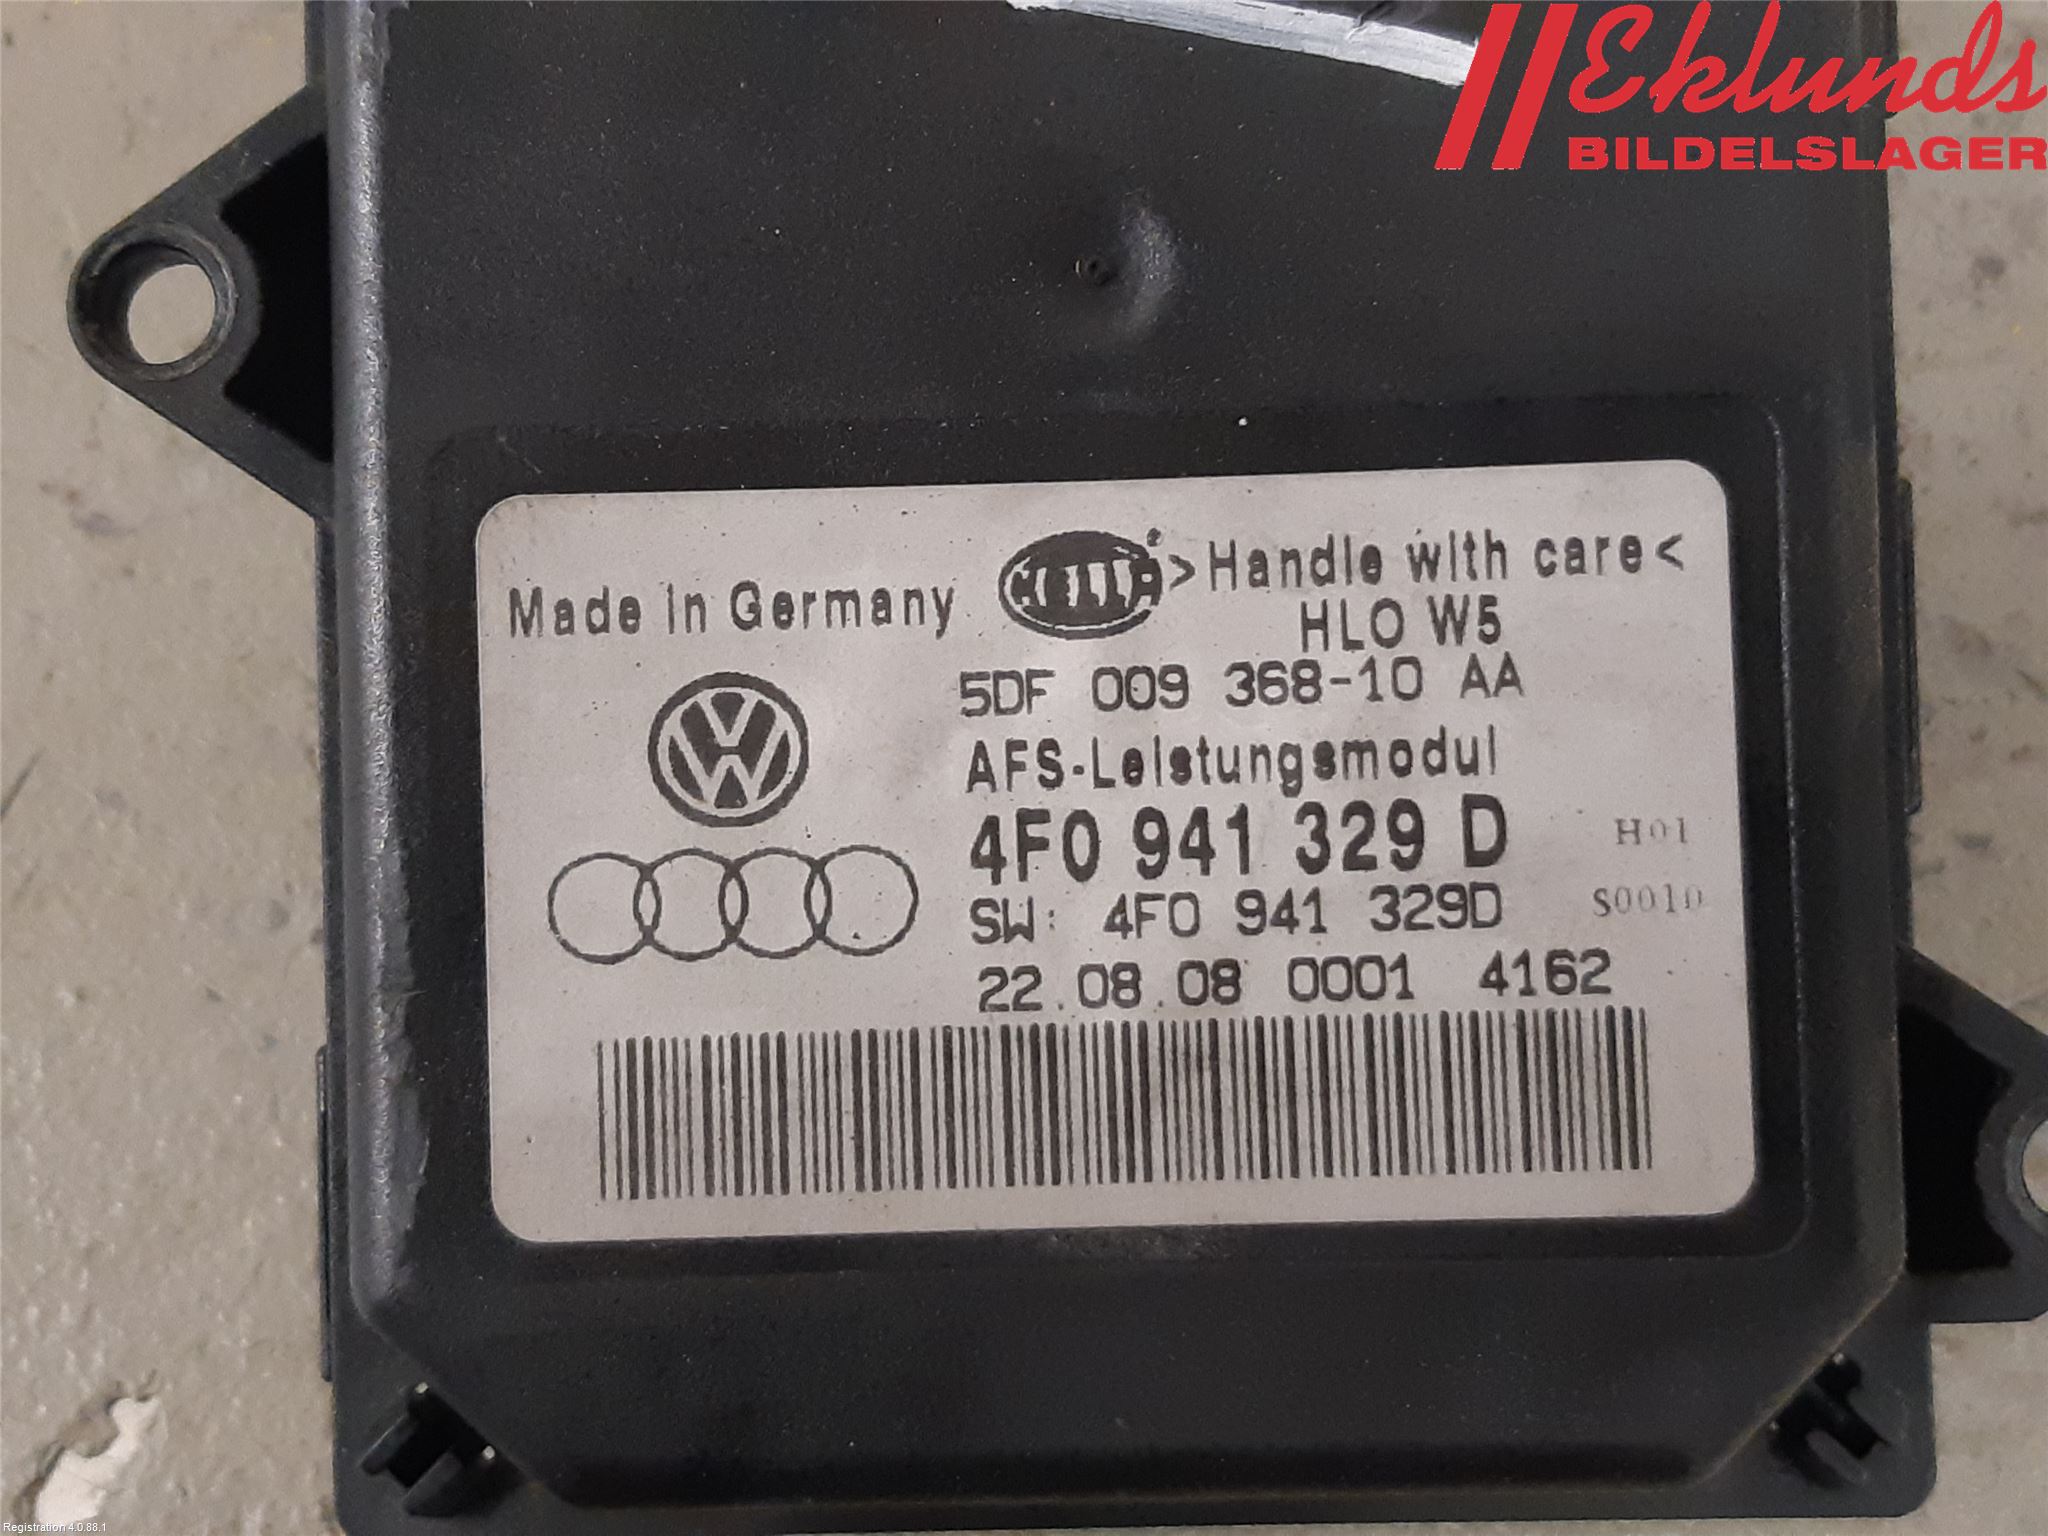 Eklunds
BILDELSLAGER
Made in Germany
HELLA
>Handle with care<
HLO W5
5DF 009 368-10 AA
AFS-Leistungsmodul
4F0 941 329 D
H01
SW: 4F0 941 329D
S0010
22.08.08 0001 4162
Registration 4.0.88.1